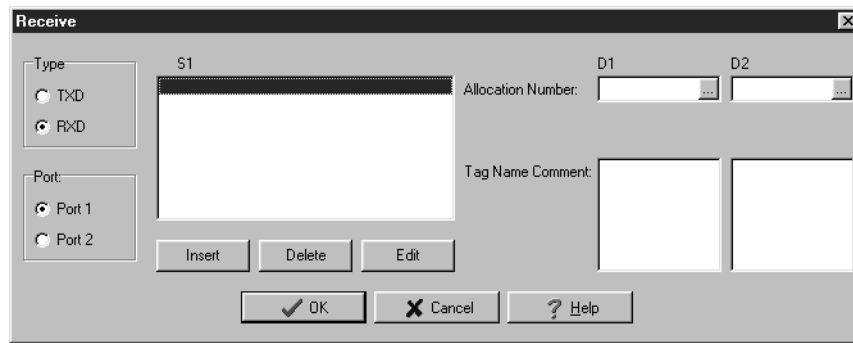 Receive
Type
TXD
RXD
Port:
Port 1
Port 2
S1
Insert
Delete
Edit
D1
D2
Allocation Number:
...
...
Tag Name Comment:
OK
Cancel
Help